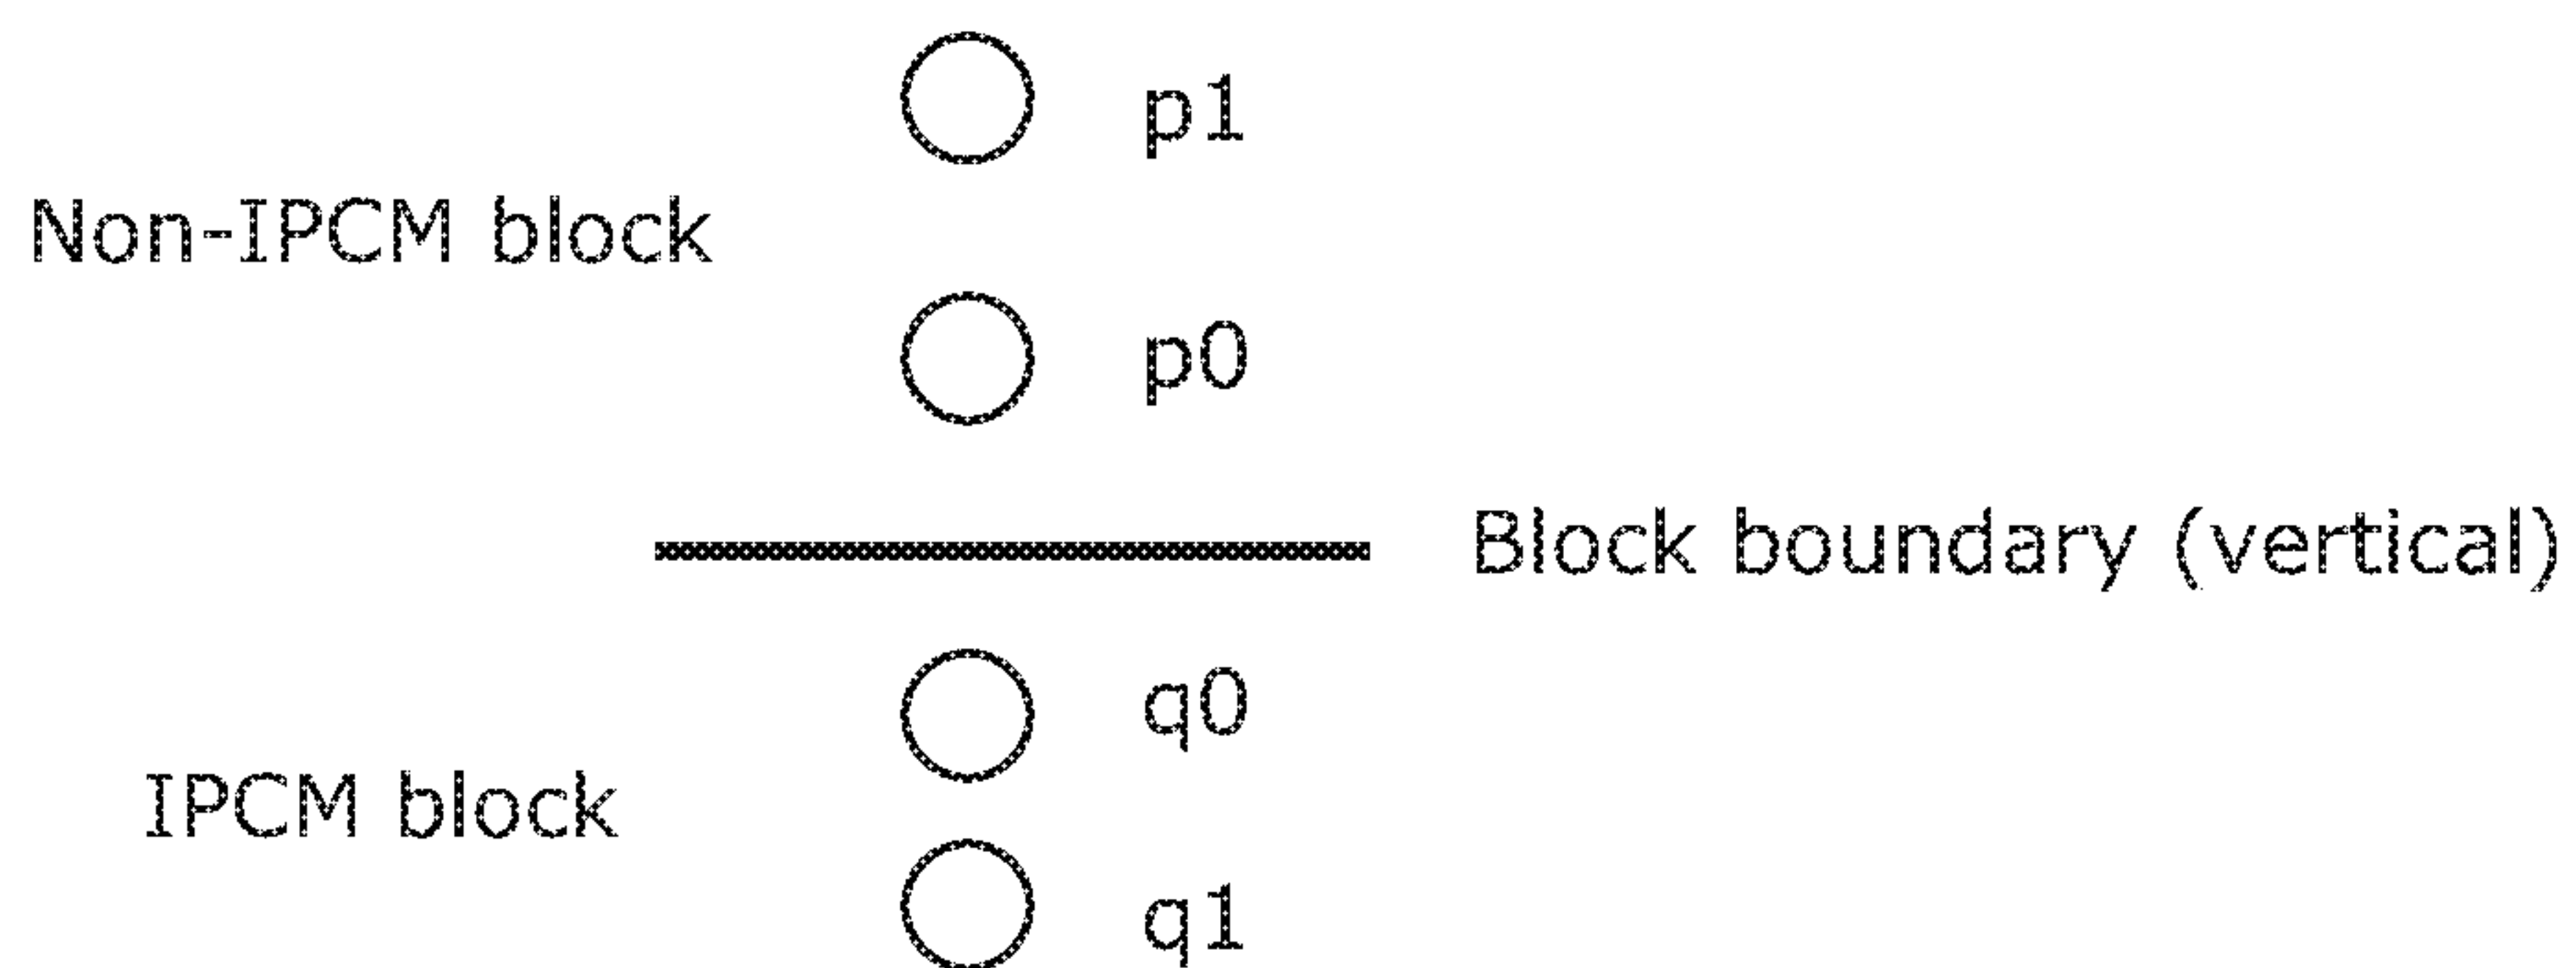 p1
Non-IPCM block
p0
Block boundary (vertical)
q0
IPCM block
q1